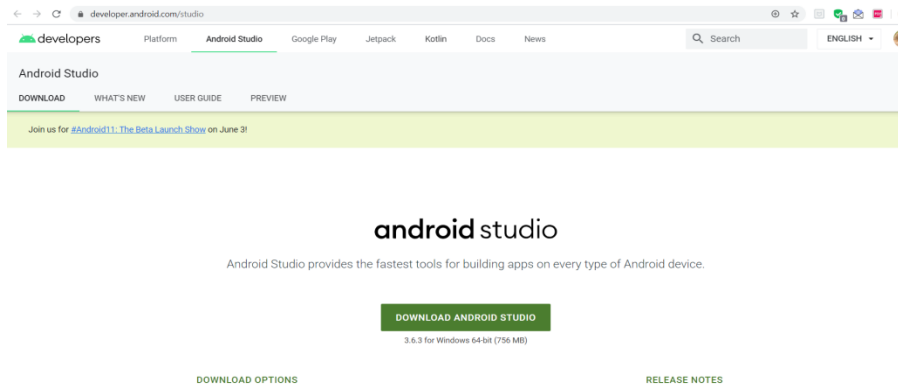 developer.android.com/studio
developers Platform Android Studio Google Play Jetpack Kotlin Docs News Search ENGLISH
Android Studio
DOWNLOAD WHAT'S NEW USER GUIDE PREVIEW
Join us for #Android11: The Beta Launch Show on June 3!
android studio
Android Studio provides the fastest tools for building apps on every type of Android device.
DOWNLOAD ANDROID STUDIO
3.6.3 for Windows 64-bit (756 MB)
DOWNLOAD OPTIONS RELEASE NOTES